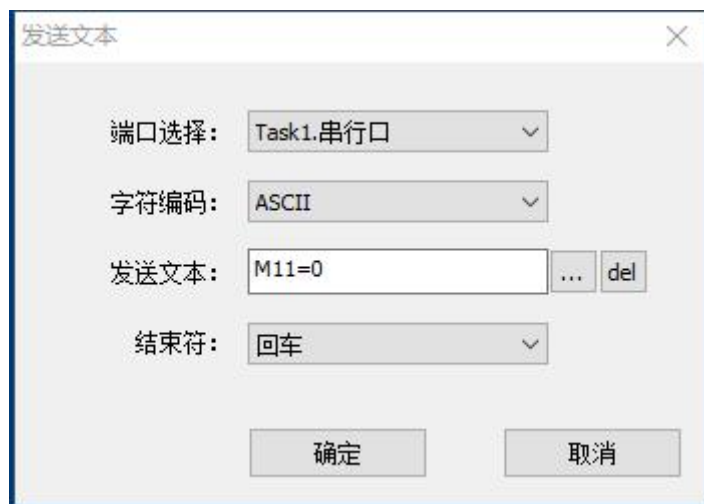 发送文本
端口选择： Task1.串行口
字符编码： ASCII
发送文本： M11=0 ... del
结束符： 回车
确定 取消